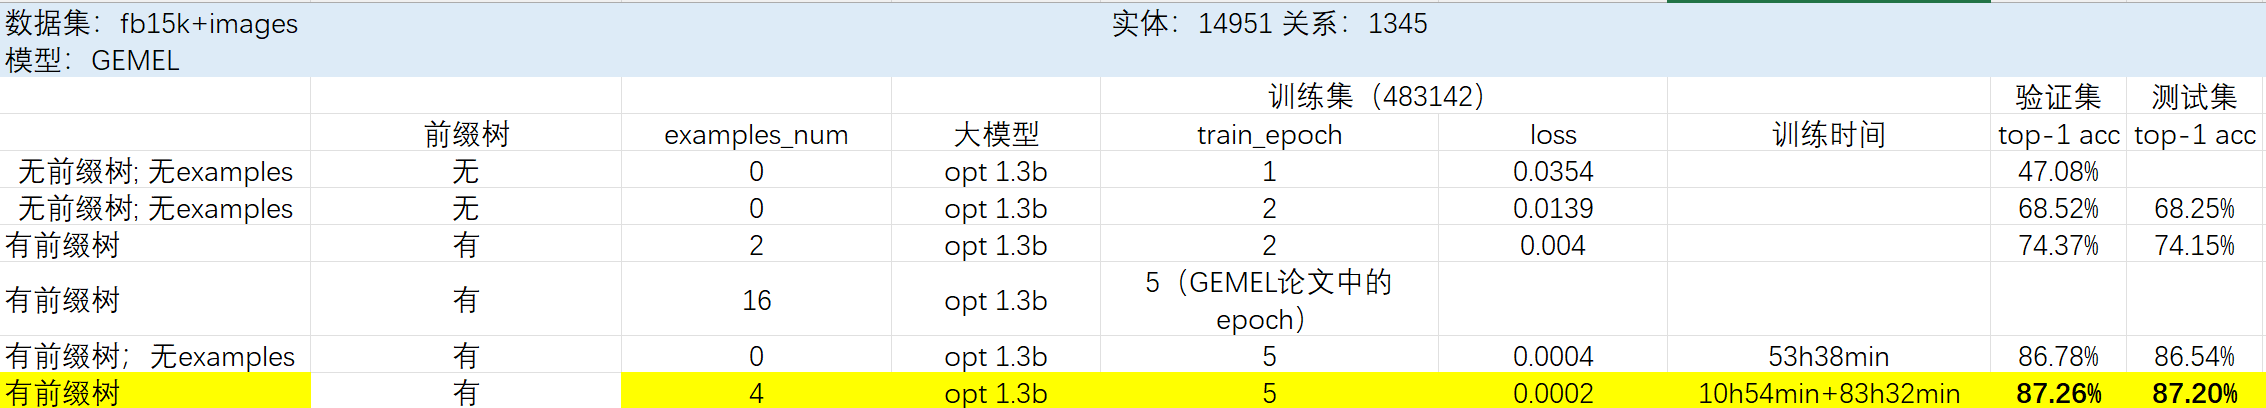 数据集：fb15k+images 实体：14951 关系：1345
模型：GEMEL
训练集（483142） 验证集 测试集
前缀树 examples_num 大模型 train_epoch loss 训练时间 top-1 acc top-1 acc
无前缀树; 无examples 无 0 opt 1.3b 1 0.0354 47.08%
无前缀树; 无examples 无 0 opt 1.3b 2 0.0139 68.52% 68.25%
有前缀树 有 2 opt 1.3b 2 0.004 74.37% 74.15%
有前缀树 有 16 opt 1.3b 5（GEMEL论文中的
epoch）
有前缀树；无examples 有 0 opt 1.3b 5 0.0004 53h38min 86.78% 86.54%
有前缀树 有 4 opt 1.3b 5 0.0002 10h54min+83h32min 87.26% 87.20%